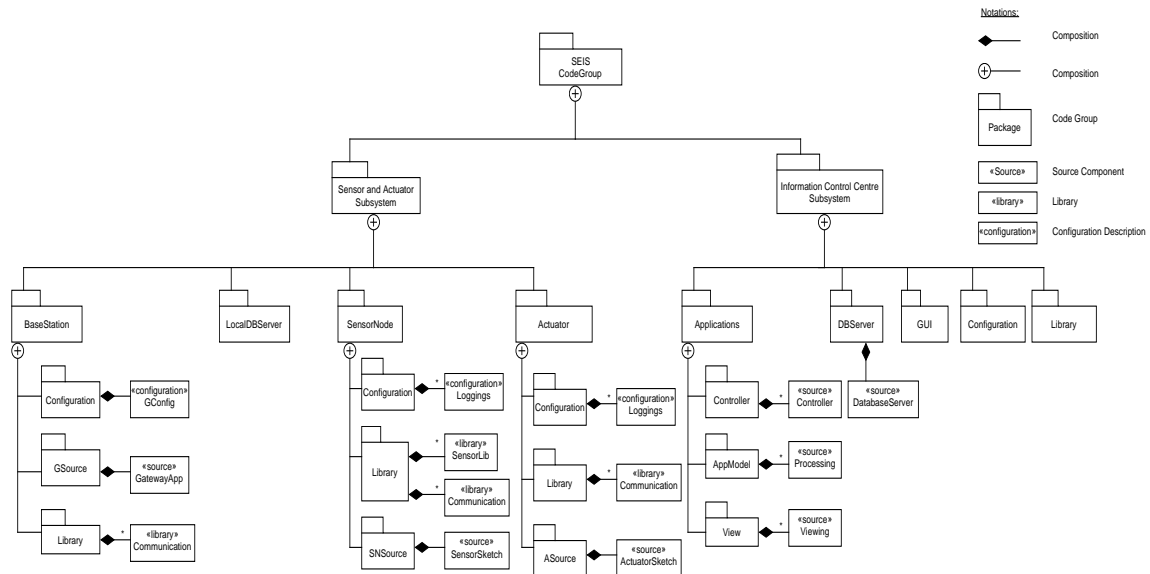 Notations:
Composition
Composition
Package
Code Group
«Source»
Source Component
«library»
Library
«configuration»
Configuration Description
SEIS
CodeGroup
Sensor and Actuator
Subsystem
Information Control Centre
Subsystem
BaseStation
LocalDBServer
SensorNode
Actuator
Applications
DBServer
GUI
Configuration
Library
Configuration
«configuration»
GConfig
GSource
«source»
GatewayApp
Library
*
«library»
Communication
Configuration
*
«configuration»
Loggings
Library
*
«library»
SensorLib
*
«library»
Communication
SNSource
«source»
SensorSketch
Configuration
*
«configuration»
Loggings
Library
*
«library»
Communication
ASource
«source»
ActuatorSketch
Controller
*
«source»
Controller
AppModel
*
«source»
Processing
View
*
«source»
Viewing
«source»
DatabaseServer